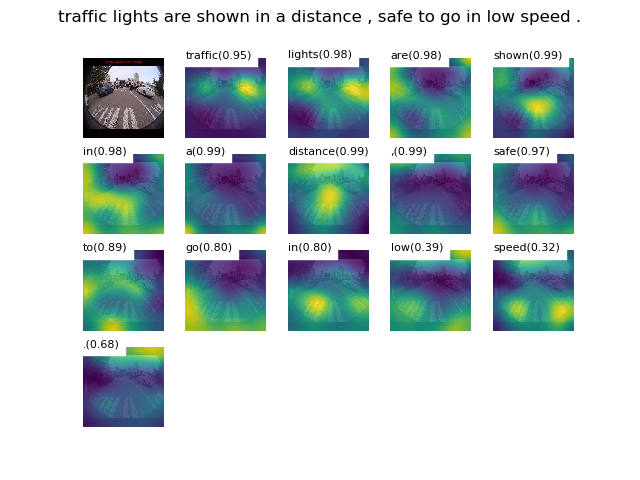 traffic lights are shown in a distance , safe to go in low speed .
traffic(0.95) lights(0.98) are(0.98) shown(0.99)
in(0.98) a(0.99) distance(0.99) ,(0.99) safe(0.97)
to(0.89) go(0.80) in(0.80) low(0.39) speed(0.32)
.(0.68)